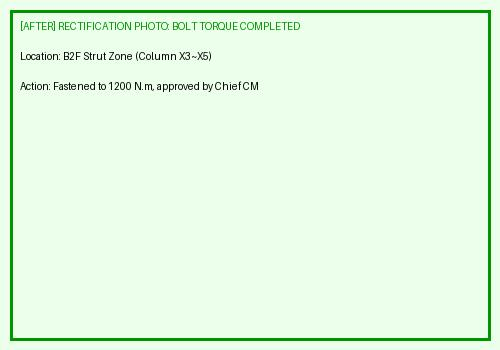 [AFTER] RECTIFICATION PHOTO: BOLT TORQUE COMPLETED
Location: B2F Strut Zone (Column X3~X5)
Action: Fastened to 1200 N.m, approved by Chief CM